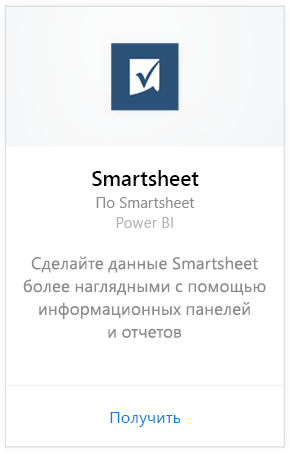 Smartsheet
По Smartsheet
Power BI
Сделайте данные Smartsheet
более наглядными с помощью
информационных панелей
и отчетов
Получить